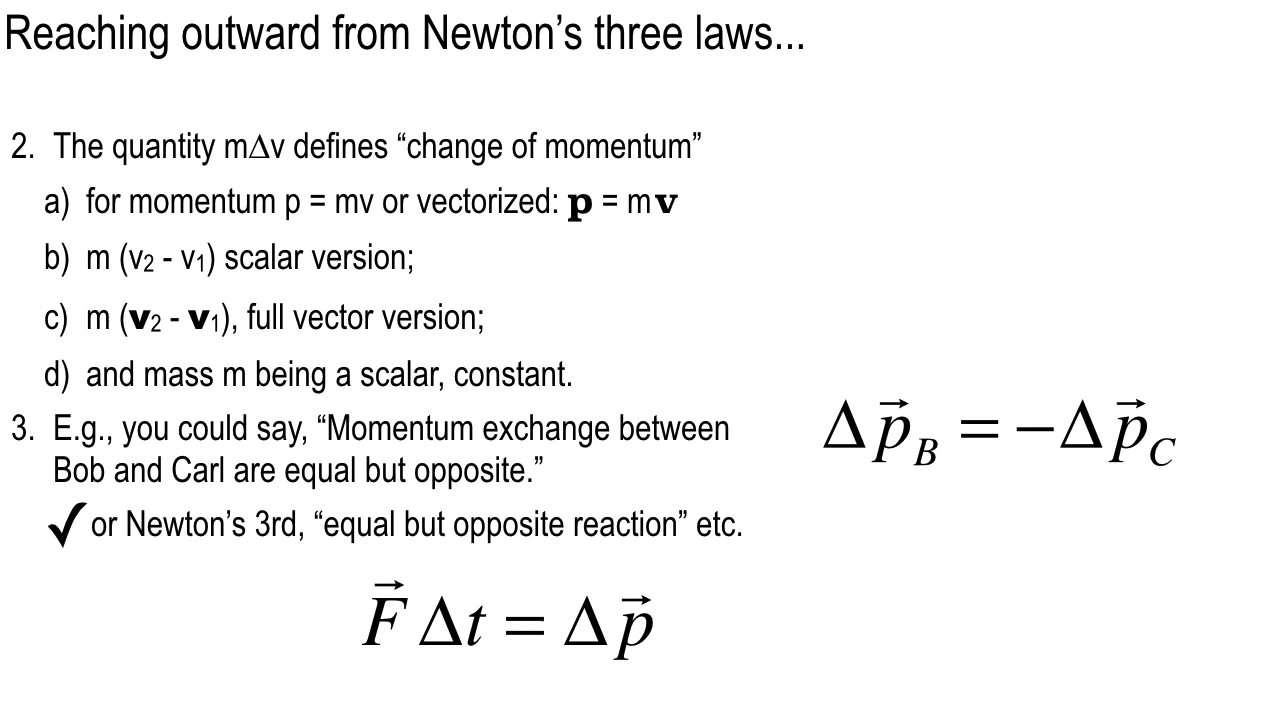 Reaching outward from Newton’s three laws...
2. The quantity m∆v defines “change of momentum”
a) for momentum p = mv or vectorized: p = mv
b) m (v₂ - v₁) scalar version;
c) m (v₂ - v₁), full vector version;
d) and mass m being a scalar, constant.
3. E.g., you could say, “Momentum exchange between
Bob and Carl are equal but opposite.”
Δp⃗_B = −Δp⃗_C
✓ or Newton’s 3rd, “equal but opposite reaction” etc.
F⃗ Δt = Δp⃗